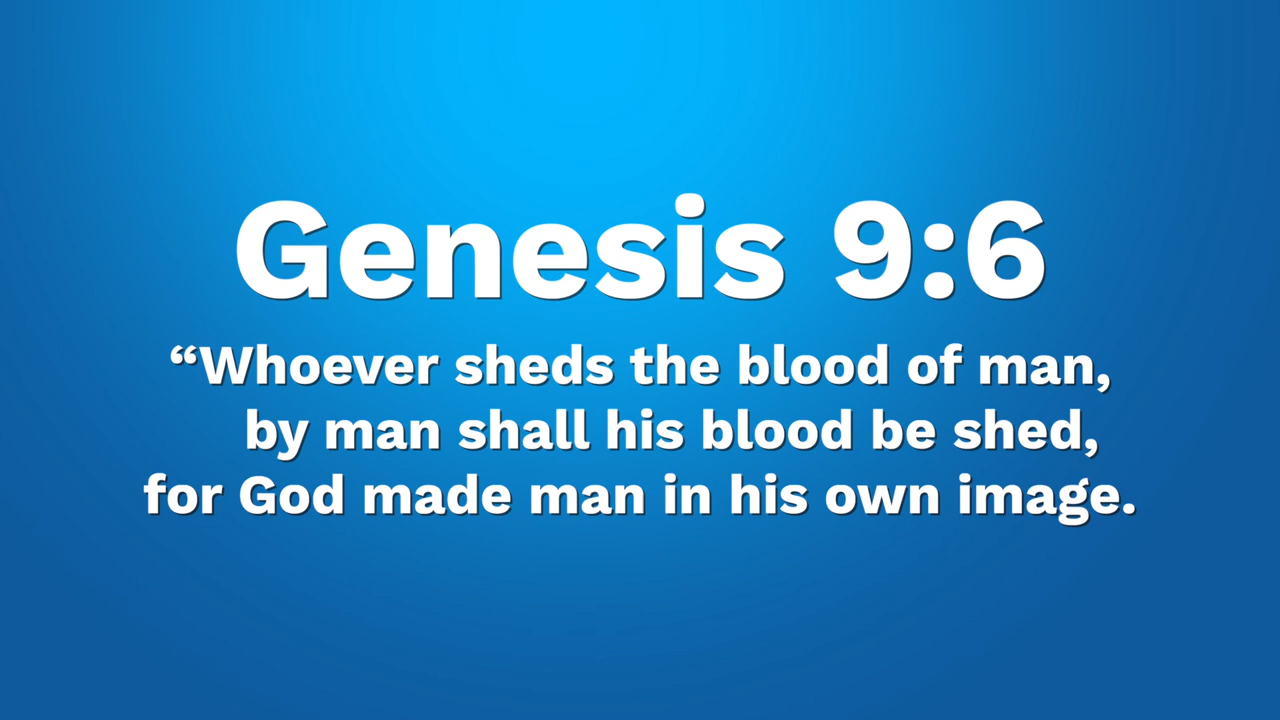 Genesis 9:6
“Whoever sheds the blood of man,
by man shall his blood be shed,
for God made man in his own image.